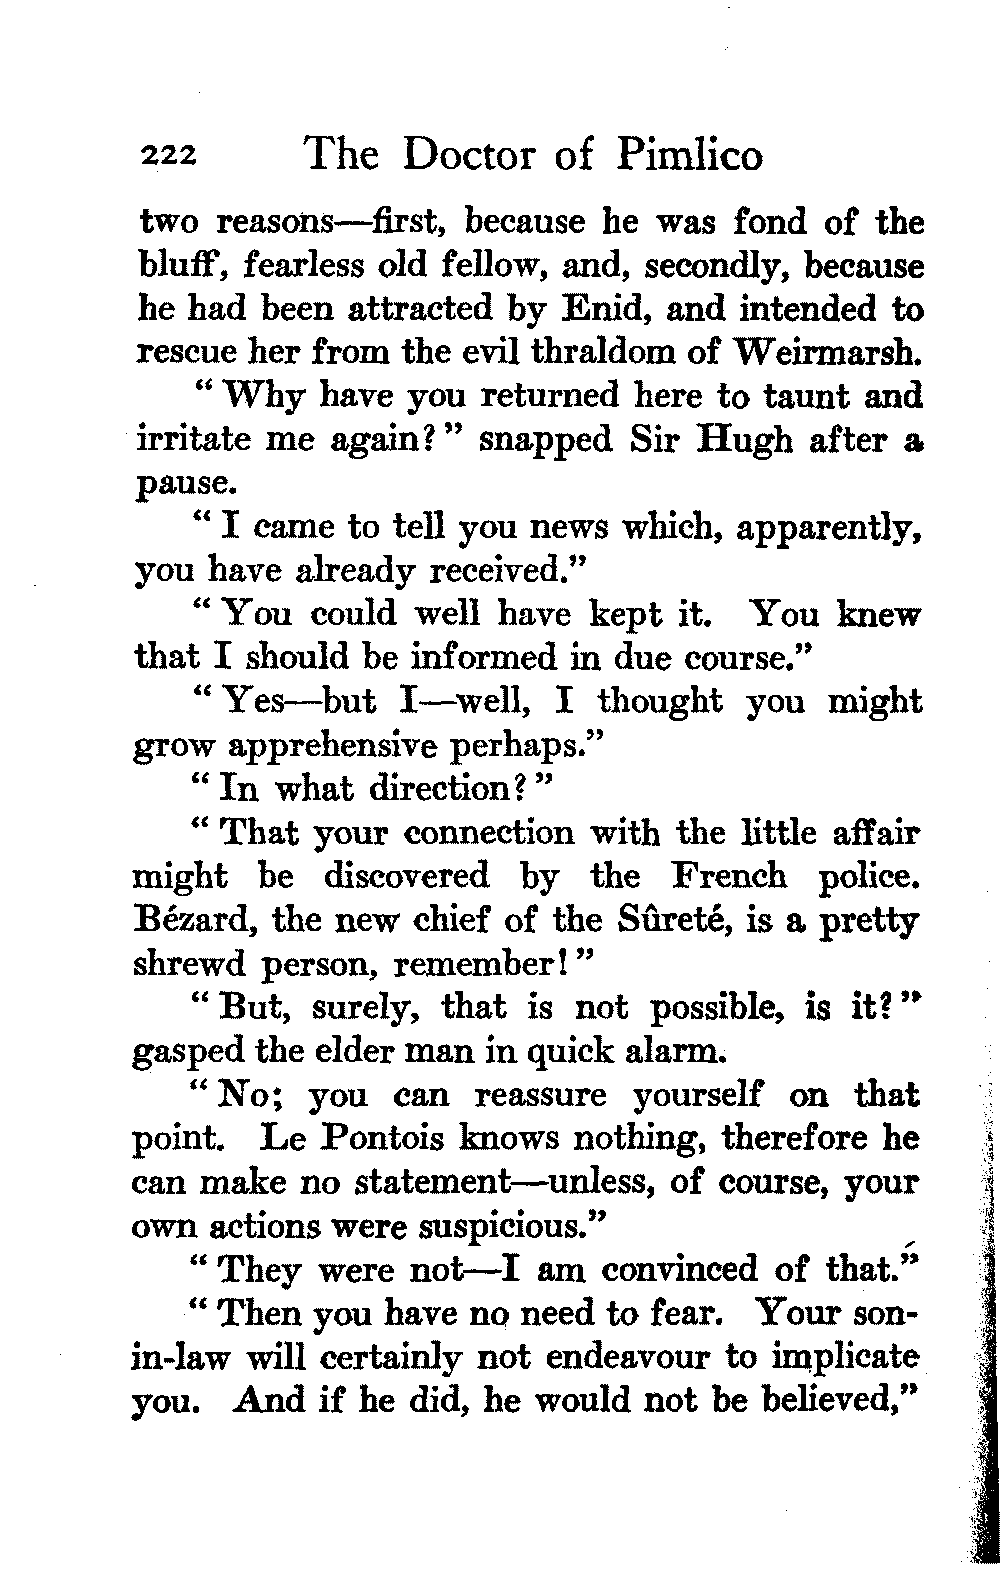 222 The Doctor of Pimlico
two reasons—first, because he was fond of the
bluff, fearless old fellow, and, secondly, because
he had been attracted by Enid, and intended to
rescue her from the evil thraldom of Weirmarsh.
“ Why have you returned here to taunt and
irritate me again? ” snapped Sir Hugh after a
pause.
“ I came to tell you news which, apparently,
you have already received.”
“ You could well have kept it. You knew
that I should be informed in due course.”
“ Yes—but I—well, I thought you might
grow apprehensive perhaps.”
“ In what direction? ”
“ That your connection with the little affair
might be discovered by the French police.
Bézard, the new chief of the Sûreté, is a pretty
shrewd person, remember! ”
“ But, surely, that is not possible, is it? ”
gasped the elder man in quick alarm.
“ No; you can reassure yourself on that
point. Le Pontois knows nothing, therefore he
can make no statement—unless, of course, your
own actions were suspicious.”
“ They were not—I am convinced of that.”
“ Then you have no need to fear. Your son-
in-law will certainly not endeavour to implicate
you. And if he did, he would not be believed,”